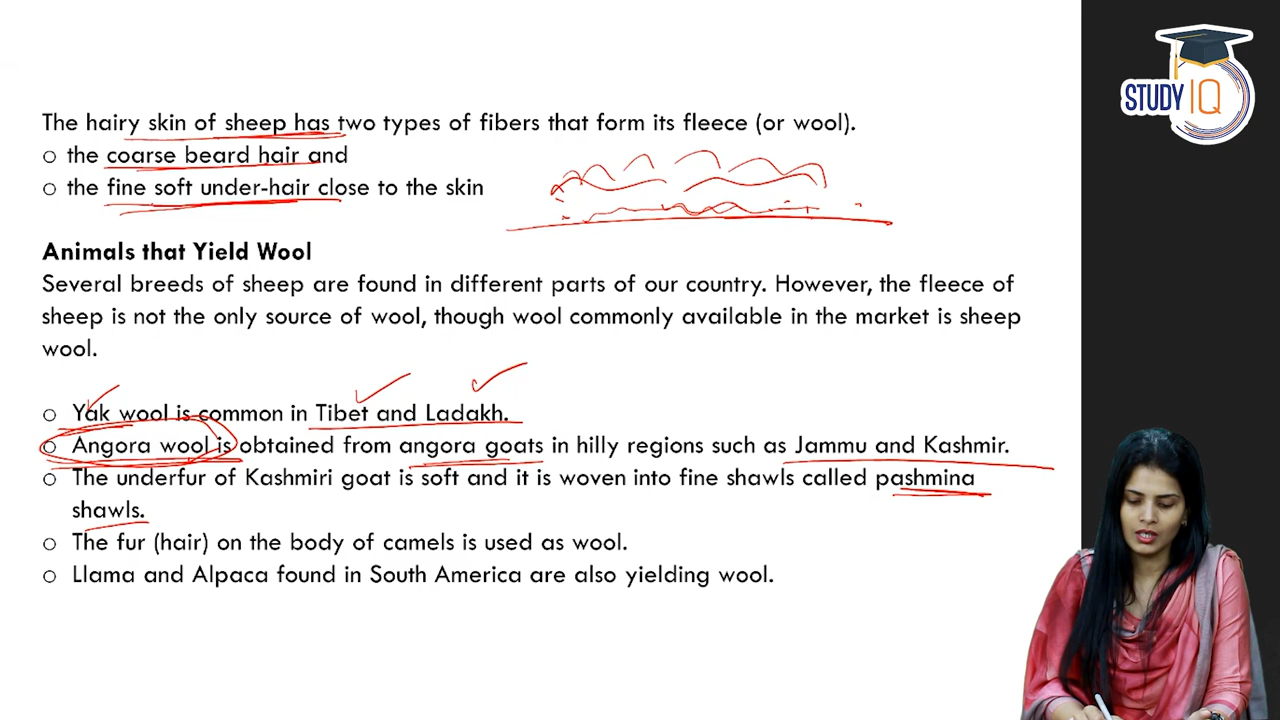 The hairy skin of sheep has two types of fibers that form its fleece (or wool).
o the coarse beard hair and
o the fine soft under-hair close to the skin
Animals that Yield Wool
Several breeds of sheep are found in different parts of our country. However, the fleece of
sheep is not the only source of wool, though wool commonly available in the market is sheep
wool.
o Yak wool is common in Tibet and Ladakh.
o Angora wool is obtained from angora goats in hilly regions such as Jammu and Kashmir.
o The underfur of Kashmiri goat is soft and it is woven into fine shawls called pashmina
shawls.
o The fur (hair) on the body of camels is used as wool.
o Llama and Alpaca found in South America are also yielding wool.
STUDY IQ